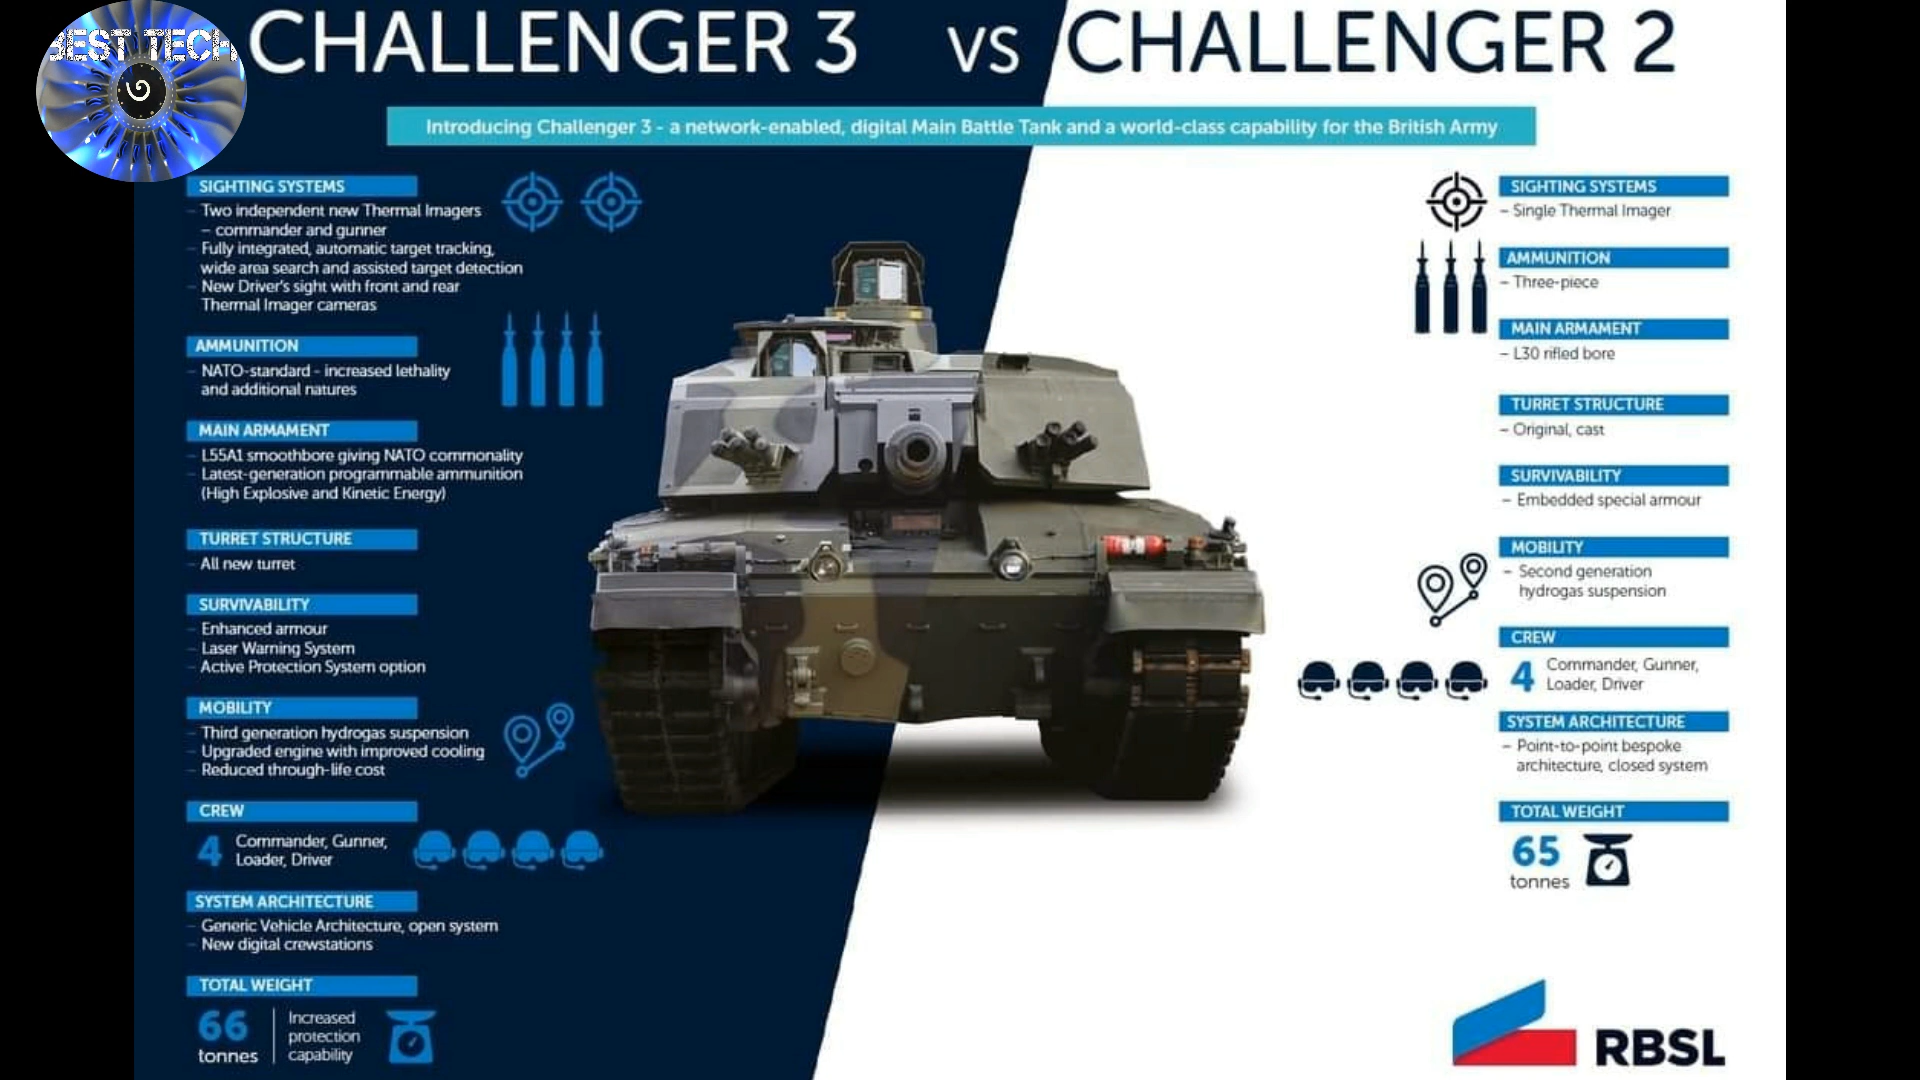 BEST TECH
CHALLENGER 3 VS CHALLENGER 2
Introducing Challenger 3 - a network-enabled, digital Main Battle Tank and a world-class capability for the British Army
SIGHTING SYSTEMS
– Two independent new Thermal Imagers
– commander and gunner
– Fully integrated, automatic target tracking,
wide area search and assisted target detection
– New Driver's sight with front and rear
Thermal Imager cameras
AMMUNITION
– NATO-standard - increased lethality
and additional natures
MAIN ARMAMENT
– L55A1 smoothbore giving NATO commonality
– Latest-generation programmable ammunition
(High Explosive and Kinetic Energy)
TURRET STRUCTURE
– All new turret
SURVIVABILITY
– Enhanced armour
– Laser Warning System
– Active Protection System option
MOBILITY
– Third generation hydrogas suspension
– Upgraded engine with improved cooling
– Reduced through-life cost
CREW
4 Commander, Gunner,
Loader, Driver
SYSTEM ARCHITECTURE
– Generic Vehicle Architecture, open system
– New digital crewstations
TOTAL WEIGHT
66
tonnes
Increased
protection
capability
SIGHTING SYSTEMS
– Single Thermal Imager
AMMUNITION
– Three-piece
MAIN ARMAMENT
– L30 rifled bore
TURRET STRUCTURE
– Original, cast
SURVIVABILITY
– Embedded special armour
MOBILITY
– Second generation
hydrogas suspension
CREW
4 Commander, Gunner,
Loader, Driver
SYSTEM ARCHITECTURE
– Point-to-point bespoke
architecture, closed system
TOTAL WEIGHT
65
tonnes
RBSL